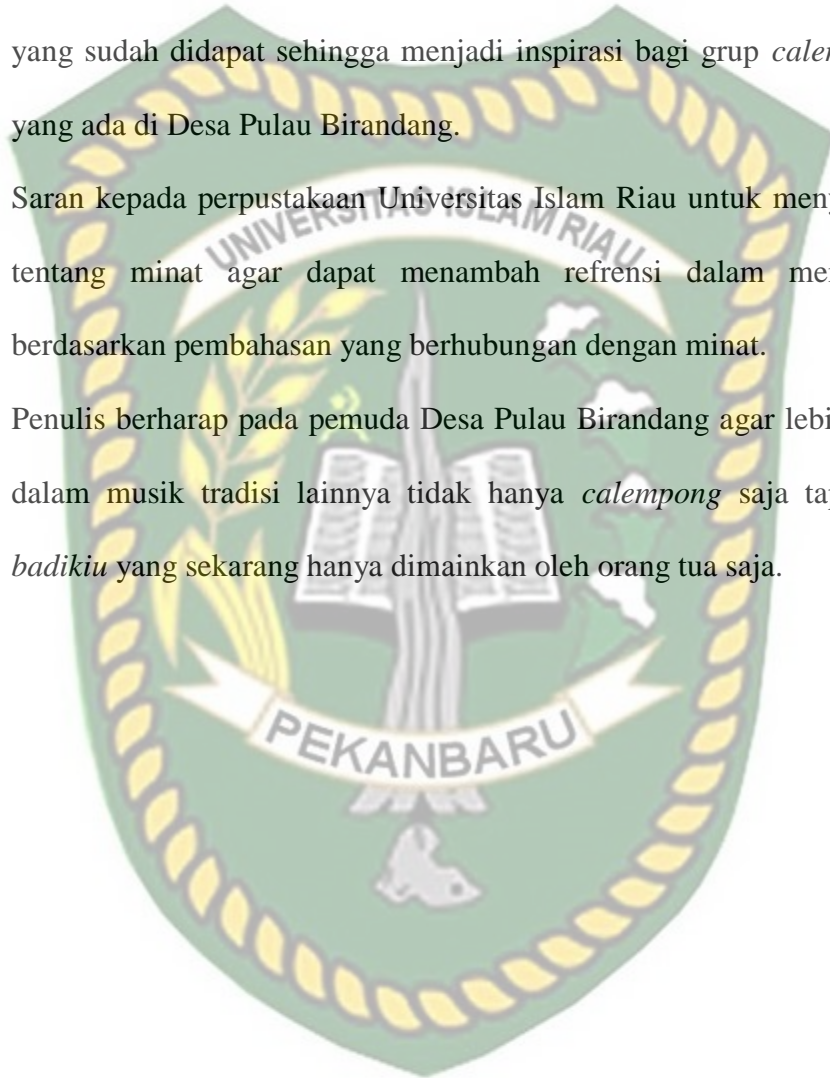 yang sudah didapat sehingga menjadi inspirasi bagi grup
yang ada di Desa Pulau Birandang.
Saran kepada perpustakaan Universitas Islam Riau untuk
UNIVERSITAS ISLAM RIAU
tentang minat agar dapat menambah refrensi dalam
berdasarkan pembahasan yang berhubungan dengan minat.
Penulis berharap pada pemuda Desa Pulau Birandang agar
dalam musik tradisi lainnya tidak hanya calempong saja
badikiu yang sekarang hanya dimainkan oleh orang tua saja.
PEKANBARU